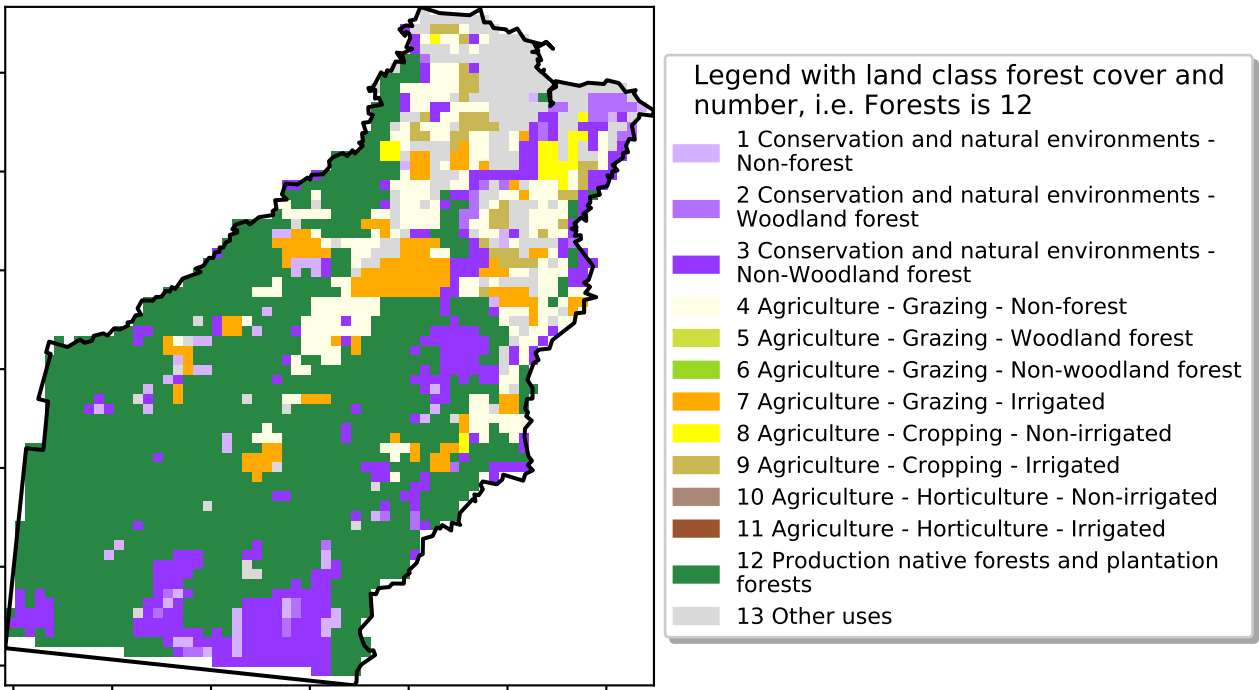 Legend with land class forest cover and
number, i.e. Forests is 12
1 Conservation and natural environments -
Non-forest
2 Conservation and natural environments -
Woodland forest
3 Conservation and natural environments -
Non-Woodland forest
4 Agriculture - Grazing - Non-forest
5 Agriculture - Grazing - Woodland forest
6 Agriculture - Grazing - Non-woodland forest
7 Agriculture - Grazing - Irrigated
8 Agriculture - Cropping - Non-irrigated
9 Agriculture - Cropping - Irrigated
10 Agriculture - Horticulture - Non-irrigated
11 Agriculture - Horticulture - Irrigated
12 Production native forests and plantation
forests
13 Other uses